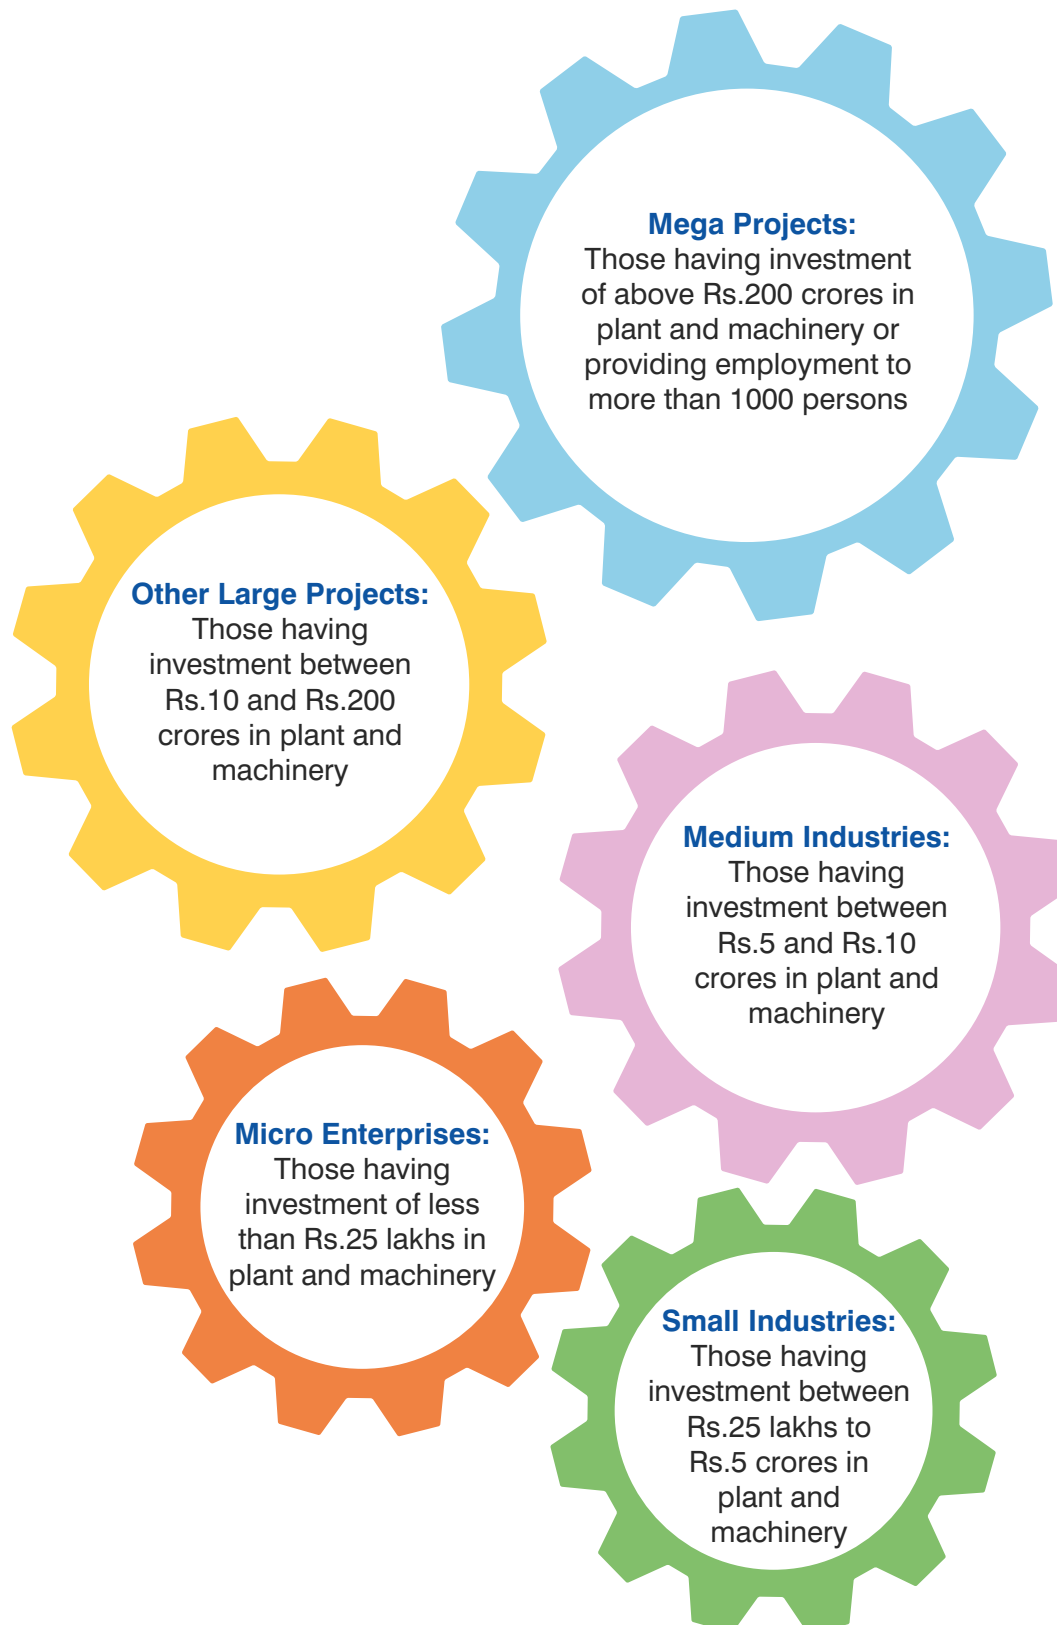 Mega Projects:
Those having investment
of above Rs.200 crores in
plant and machinery or
providing employment to
more than 1000 persons
Other Large Projects:
Those having
investment between
Rs.10 and Rs.200
crores in plant and
machinery
Medium Industries:
Those having
investment between
Rs.5 and Rs.10
crores in plant and
machinery
Micro Enterprises:
Those having
investment of less
than Rs.25 lakhs in
plant and machinery
Small Industries:
Those having
investment between
Rs.25 lakhs to
Rs.5 crores in
plant and
machinery